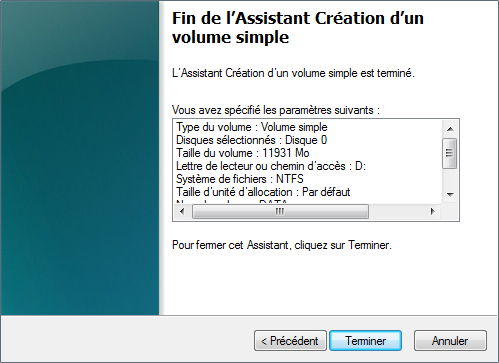 Fin de l'Assistant Création d'un
volume simple
L'Assistant Création d'un volume simple est terminé.
Vous avez spécifié les paramètres suivants :
Type du volume : Volume simple
Disques sélectionnés : Disque 0
Taille du volume : 11931 Mo
Lettre de lecteur ou chemin d'accès : D:
Système de fichiers : NTFS
Taille d'unité d'allocation : Par défaut
DATA
Pour fermer cet Assistant, cliquez sur Terminer.
< Précédent
Terminer
Annuler